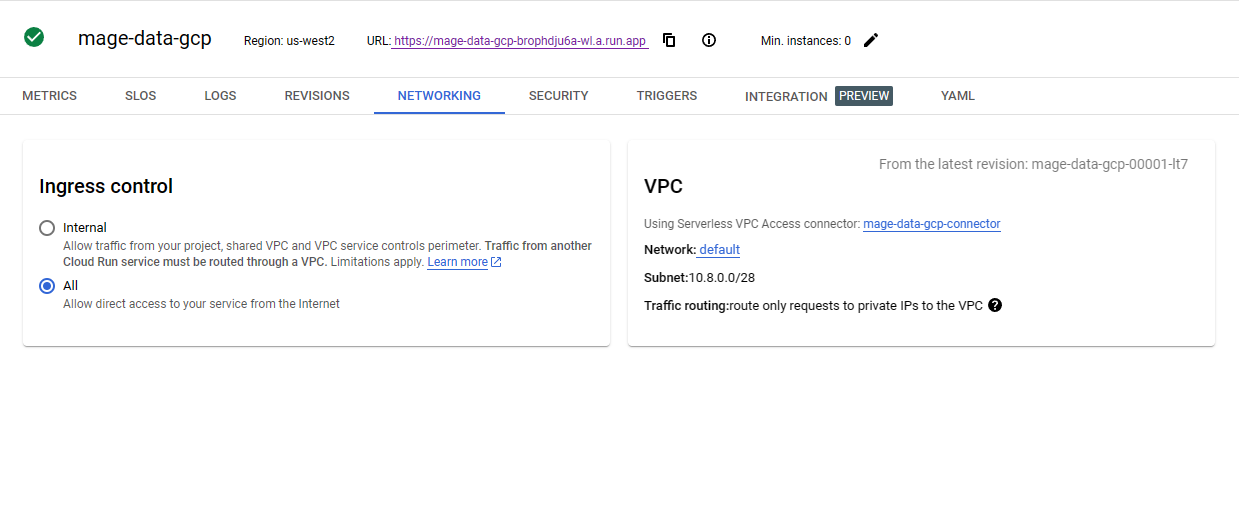 mage-data-gcp Region: us-west2 URL: https://mage-data-gcp-brophdju6a-wl.a.run.app Min. instances: 0
METRICS SLOS LOGS REVISIONS NETWORKING SECURITY TRIGGERS INTEGRATION PREVIEW YAML
Ingress control
Internal
Allow traffic from your project, shared VPC and VPC service controls perimeter. Traffic from another
Cloud Run service must be routed through a VPC. Limitations apply. Learn more
All
Allow direct access to your service from the Internet
From the latest revision: mage-data-gcp-00001-lt7
VPC
Using Serverless VPC Access connector: mage-data-gcp-connector
Network: default
Subnet:10.8.0.0/28
Traffic routing:route only requests to private IPs to the VPC